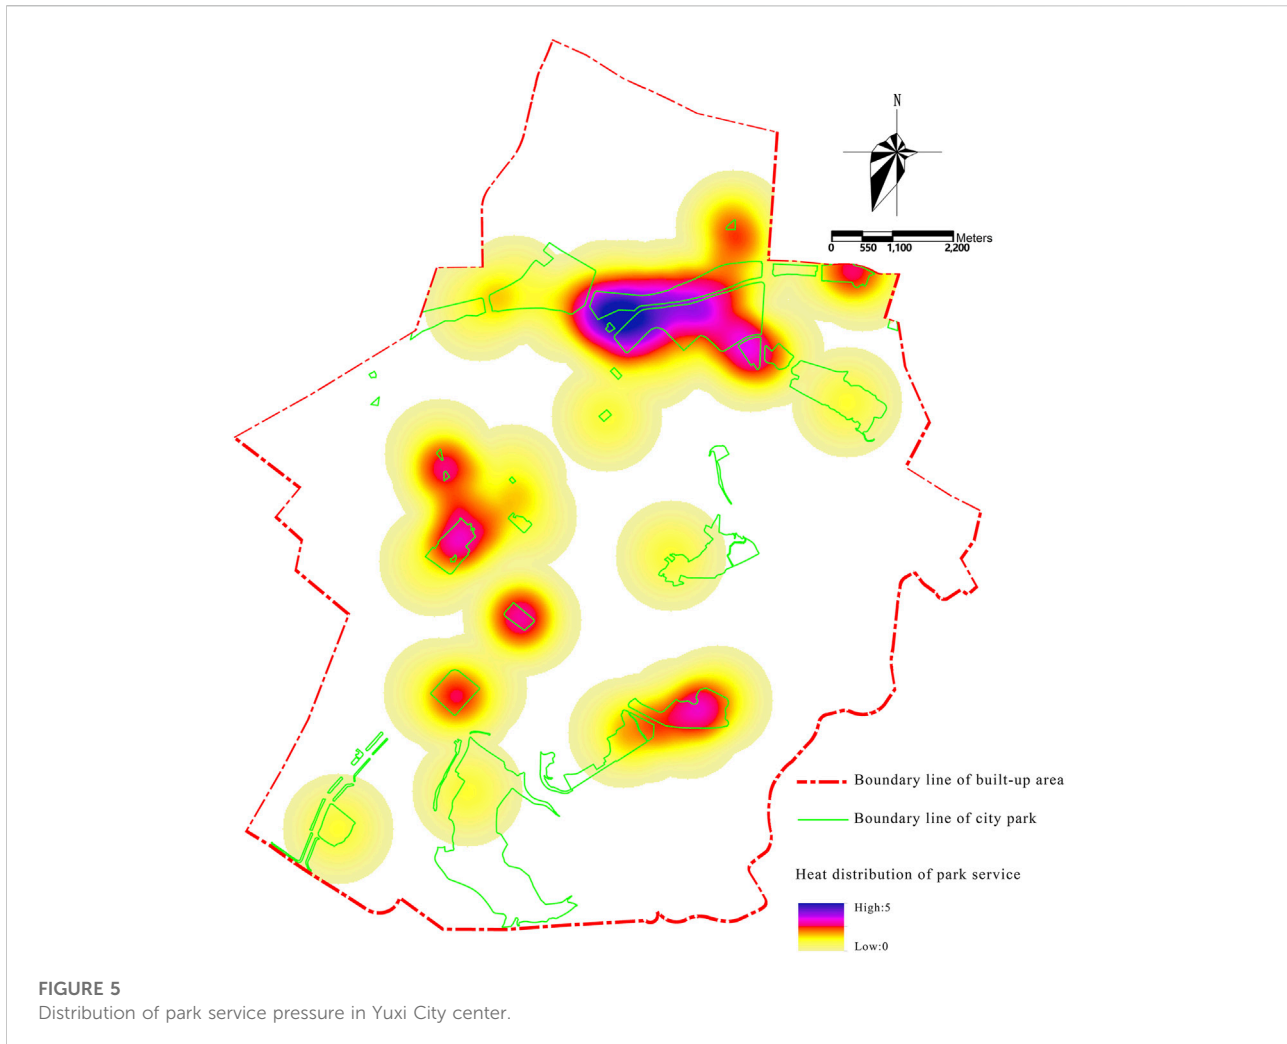 N
Meters
0 550 1,100 2,200
Boundary line of built-up area
Boundary line of city park
Heat distribution of park service
High:5
Low:0
FIGURE 5
Distribution of park service pressure in Yuxi City center.